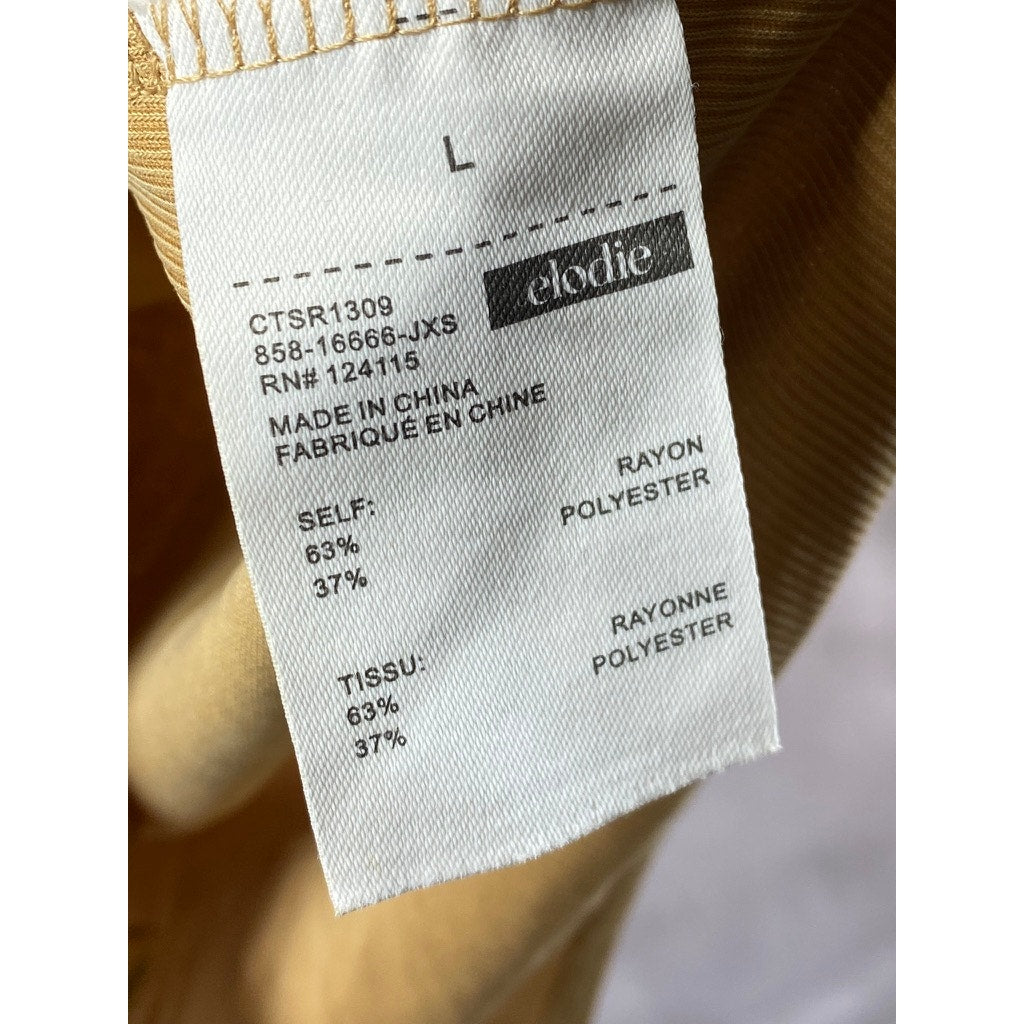 L
elodie
CTSR1309
858-16666-JXS
RN# 124115
MADE IN CHINA
FABRIQUÉ EN CHINE
SELF:
63% RAYON
37% POLYESTER
TISSU:
63% RAYONNE
37% POLYESTER